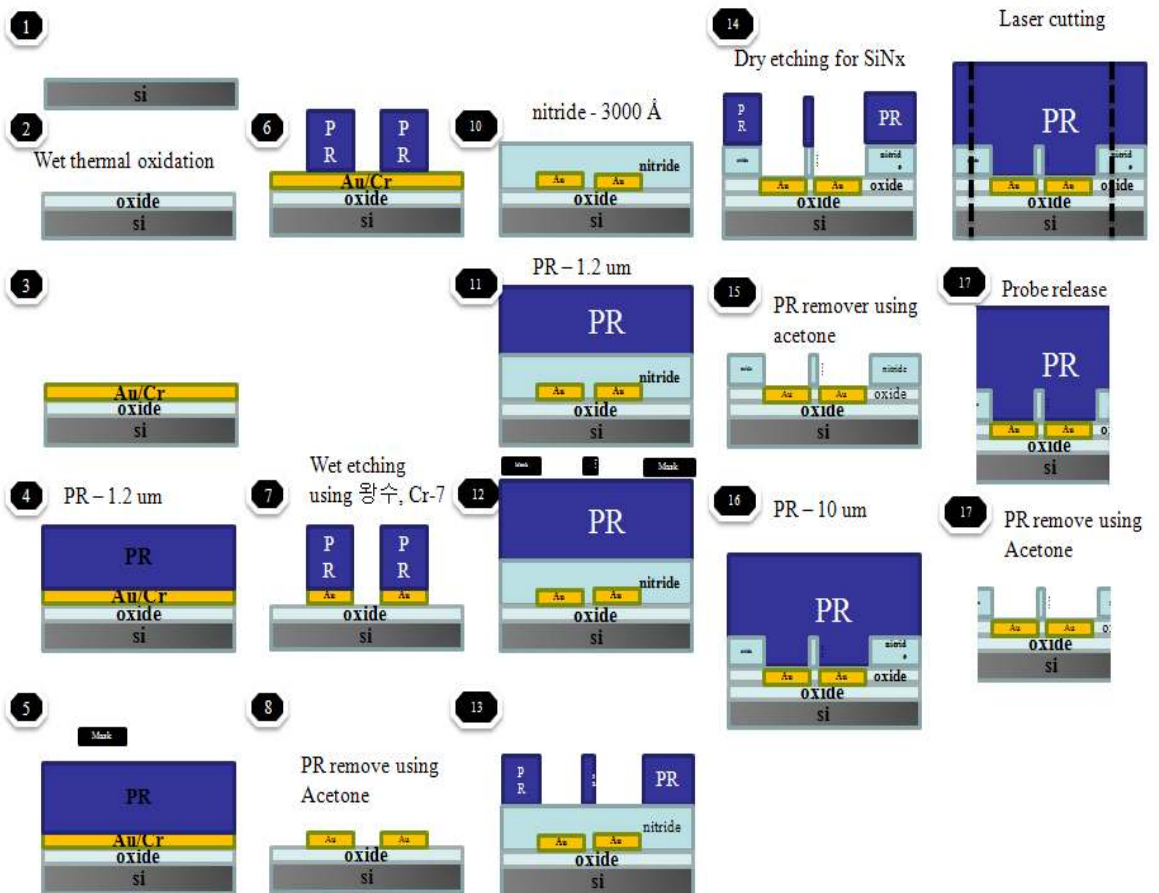 1
si
2
Wet thermal oxidation
oxide
si
3
Au/Cr
oxide
si
4
PR – 1.2 um
PR
Au/Cr
oxide
si
5
Mask
PR
Au/Cr
oxide
si
6
P R
P R
Au/Cr
oxide
si
7
Wet etching
using 왕수, Cr-7
P R
P R
Au
Au
oxide
si
8
PR remove using
Acetone
Au
Au
oxide
si
10
nitride - 3000 Å
nitride
Au
Au
oxide
si
11
PR – 1.2 um
PR
nitride
Au
Au
oxide
si
12
Mask
Mask
PR
nitride
Au
Au
oxide
si
13
P R
PR
nitride
Au
Au
oxide
si
14
Dry etching for SiNx
P R
PR
nitrid
Au
Au
oxide
oxide
si
15
PR remover using
acetone
nitride
Au
Au
oxide
oxide
si
16
PR – 10 um
PR
nitrid
e
Au
Au
oxide
oxide
si
Laser cutting
PR
nitrid
Au
Au
oxide
oxide
si
17
Probe release
PR
Au
Au
oxide
si
17
PR remove using
Acetone
Au
Au
oxide
si